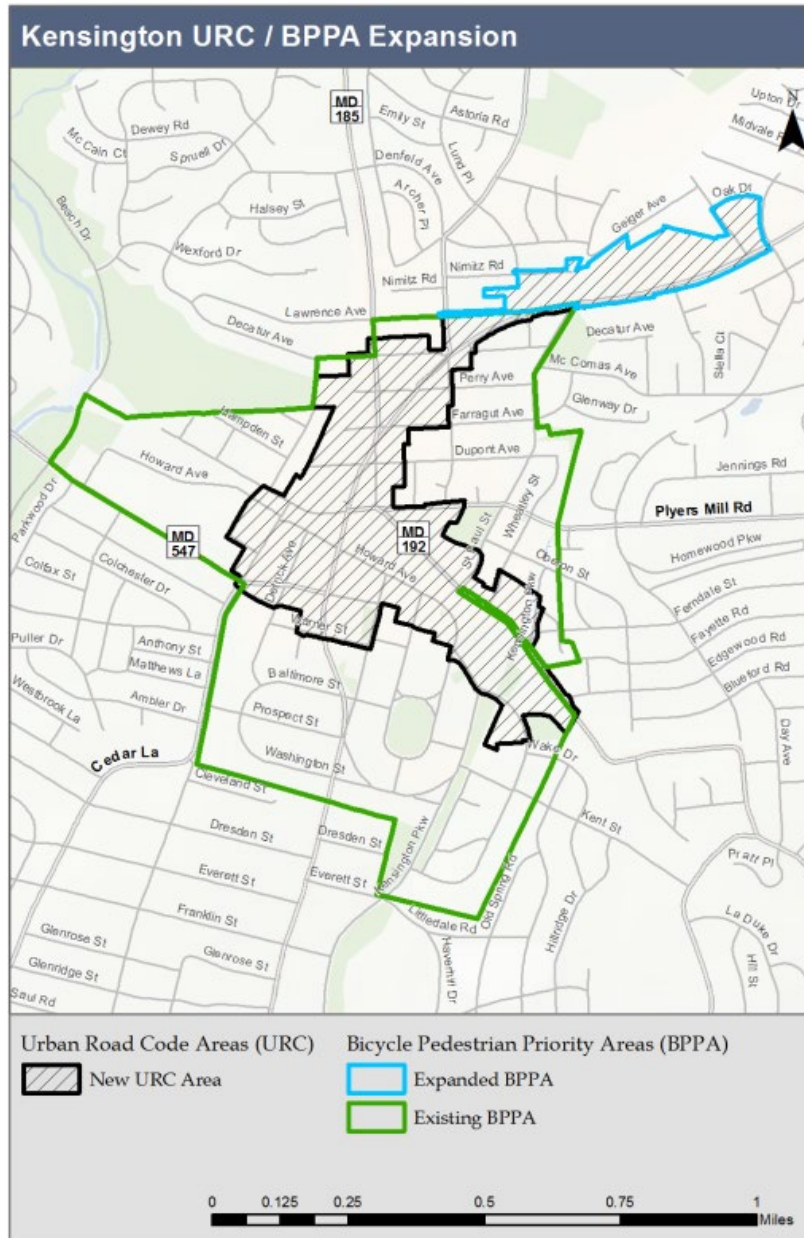 Kensington URC / BPPA Expansion
N
Upton Dr
Midvale Rd
MD
185
Emily St
Astoria Rd
Dewey Rd
Mc Cain Ct
Spruell Dr
Lund Pl
Denfeld Ave
Archer Pl
Halsey St
Beach Dr
Oak Dr
Geiger Ave
Wexford Dr
Nimitz Rd
Nimitz Rd
Lawrence Ave
Decatur Ave
Decatur Ave
Stella Ct
Mc Comas Ave
Perry Ave
Glenway Dr
Farragut Ave
Hampden St
Dupont Ave
Howard Ave
Jennings Rd
Wheatley St
Parkwood Dr
Plyers Mill Rd
MD
547
MD
192
St Paul St
Homewood Pkw
Colfax St
Colchester Dr
Howard Ave
Oberon St
Ferndale St
Kensington Pkw
Fayette Rd
Warner St
Puller Dr
Anthony St
Edgewood Rd
Matthews La
Baltimore St
Blueford Rd
Westbrook La
Ambler Dr
Prospect St
Day Ave
Cedar La
Washington St
Wake Dr
Cleveland St
Kent St
Dresden St
Dresden St
Kensington Pkw
Pratt Pl
Everett St
Everett St
Old Spring Rd
Franklin St
Littledale Rd
Hillridge Dr
La Duke Dr
Glenrose St
Glenrose St
Haverhill Dr
Hill St
Glenridge St
Saul Rd
Urban Road Code Areas (URC)
New URC Area
Bicycle Pedestrian Priority Areas (BPPA)
Expanded BPPA
Existing BPPA
0 0.125 0.25 0.5 0.75 1
Miles